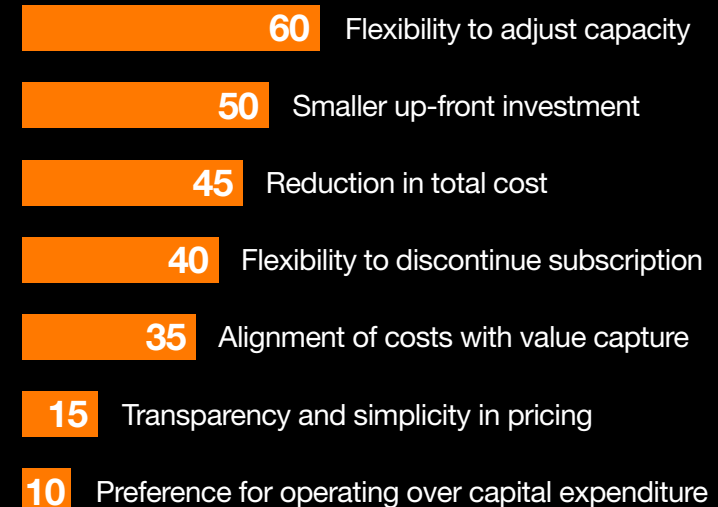 60 Flexibility to adjust capacity
50 Smaller up-front investment
45 Reduction in total cost
40 Flexibility to discontinue subscription
35 Alignment of costs with value capture
15 Transparency and simplicity in pricing
10 Preference for operating over capital expenditure